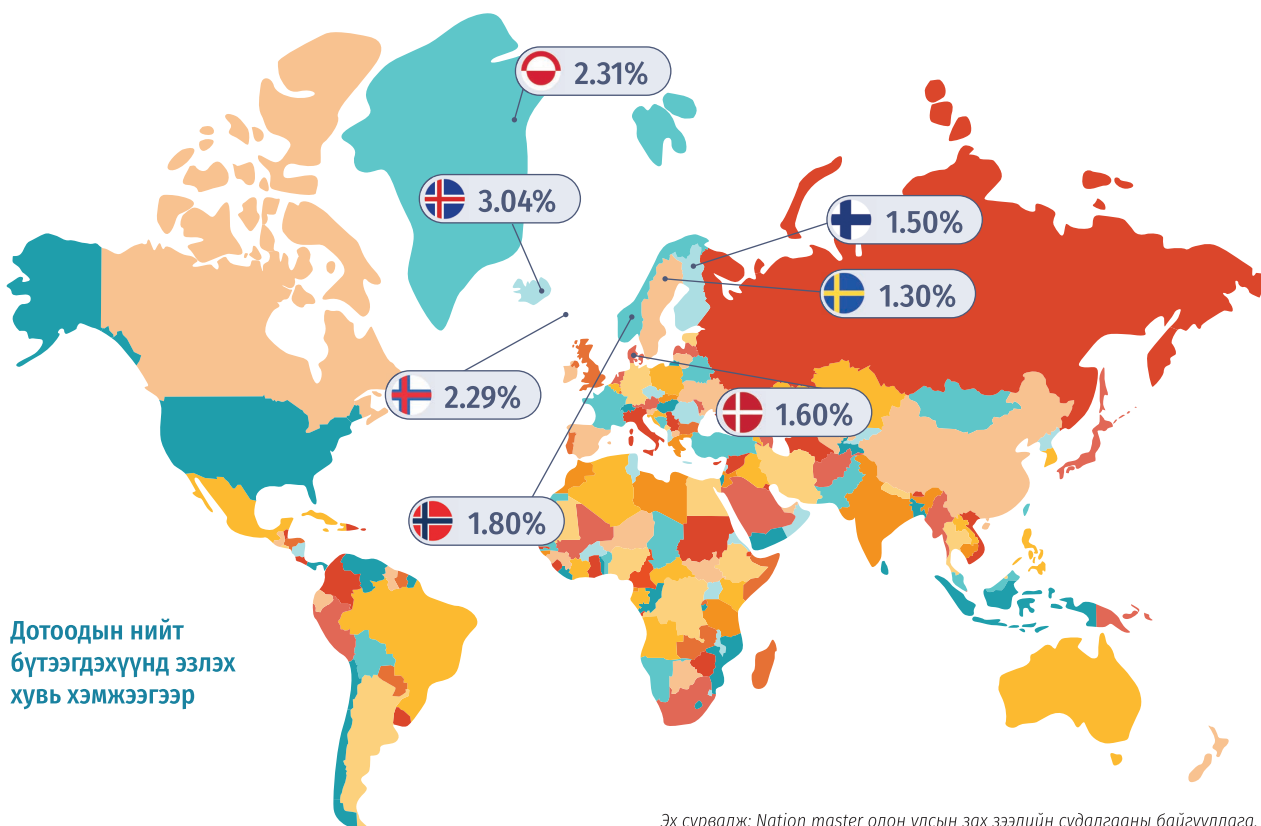 2.31%
3.04%
1.50%
1.30%
2.29%
1.60%
1.80%
Дотоодын нийт
бүтээгдэхүүнд эзлэх
хувь хэмжээгээр
Эх сурвалж: Nation master олон улсын зах зээлийн судалгааны байгууллага.